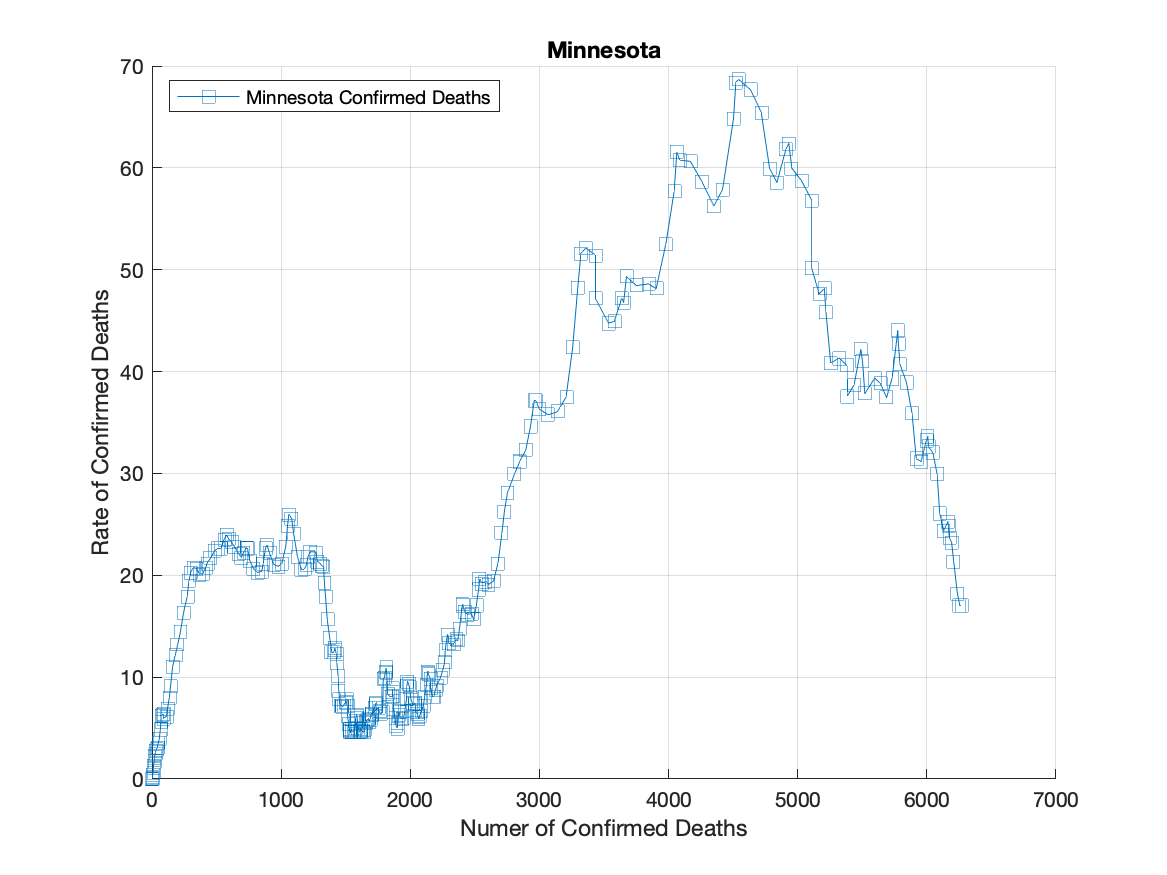 Minnesota
Minnesota Confirmed Deaths
Rate of Confirmed Deaths
70
60
50
40
30
20
10
0
0 1000 2000 3000 4000 5000 6000 7000
Numer of Confirmed Deaths